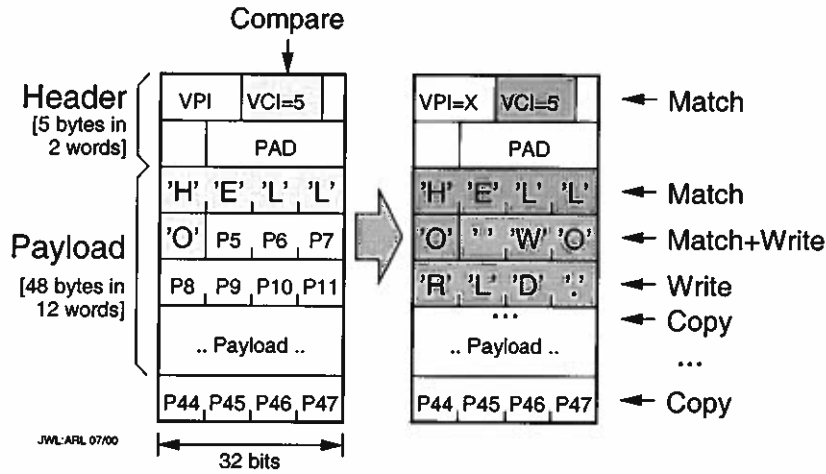 Compare
Header
[5 bytes in
2 words]
VPI VCI=5
PAD
VPI=X VCI=5
PAD
Match
Payload
[48 bytes in
12 words]
'H' 'E' 'L' 'L'
'O' P5 P6 P7
P8 P9 P10 P11
.. Payload ..
P44 P45 P46 P47
'H' 'E' 'L' 'L'
'O' ' ' 'W' 'O'
'R' 'L' 'D' '.'
...
.. Payload ..
P44 P45 P46 P47
Match
Match+Write
Write
Copy
...
Copy
JWL:ARL 07/00
32 bits